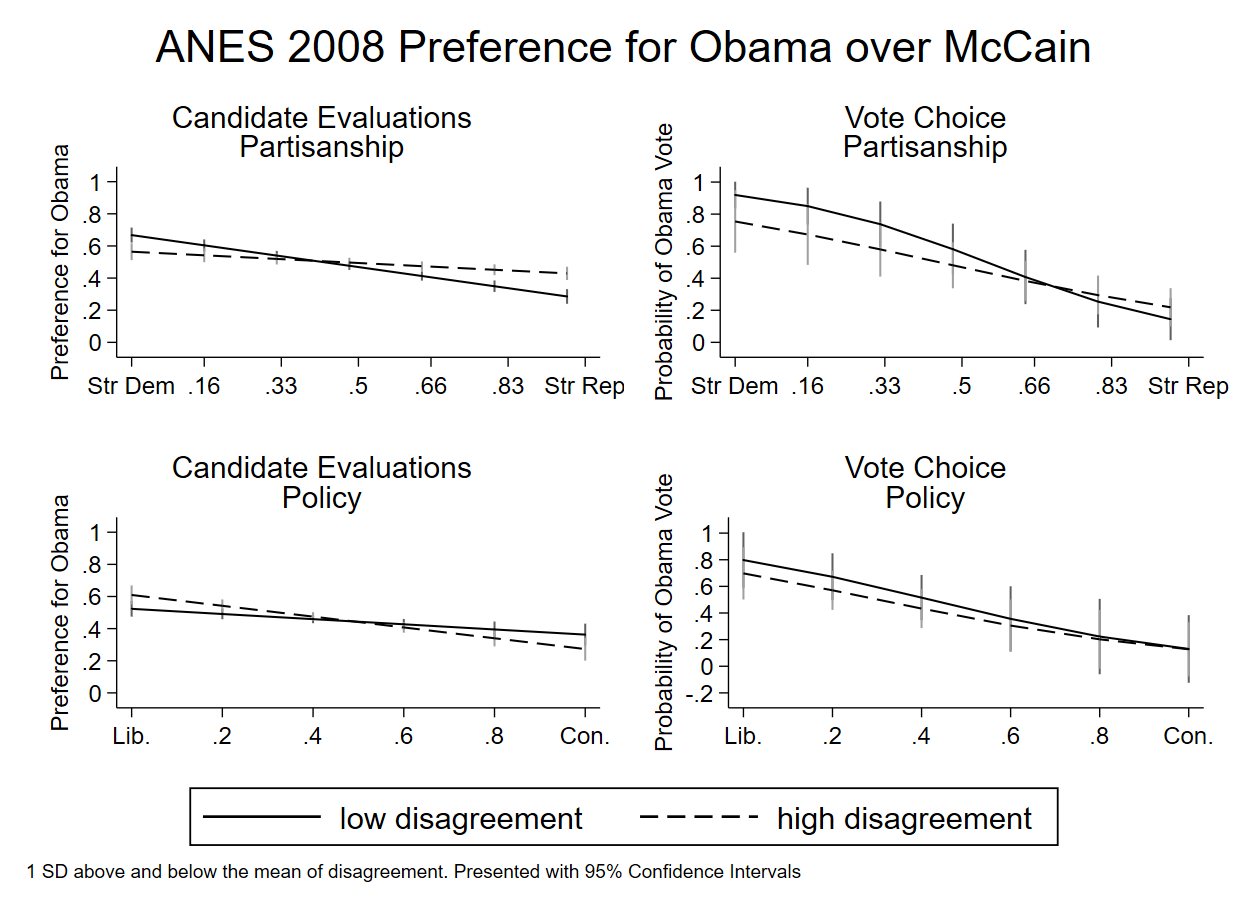 ANES 2008 Preference for Obama over McCain
Candidate Evaluations
Partisanship
Preference for Obama
1
.8
.6
.4
.2
0
Str Dem .16 .33 .5 .66 .83 Str Rep
Vote Choice
Partisanship
Probability of Obama Vote
1
.8
.6
.4
.2
0
Str Dem .16 .33 .5 .66 .83 Str Rep
Candidate Evaluations
Policy
Preference for Obama
1
.8
.6
.4
.2
0
Lib. .2 .4 .6 .8 Con.
Vote Choice
Policy
Probability of Obama Vote
1
.8
.6
.4
.2
0
-.2
Lib. .2 .4 .6 .8 Con.
low disagreement high disagreement
1 SD above and below the mean of disagreement. Presented with 95% Confidence Intervals